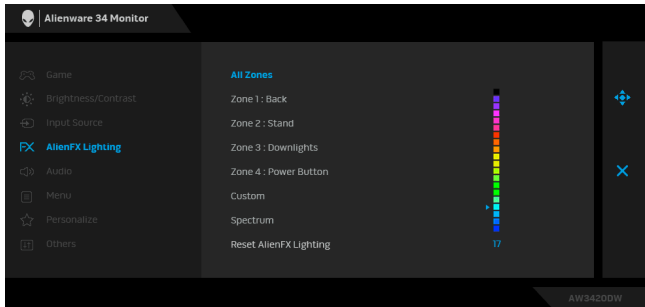 Alienware 34 Monitor
Game
Brightness/Contrast
Input Source
FX AlienFX Lighting
Audio
Menu
Personalize
Others
All Zones
Zone 1 : Back
Zone 2 : Stand
Zone 3 : Downlights
Zone 4 : Power Button
Custom
Spectrum
Reset AlienFX Lighting
17
AW3420DW